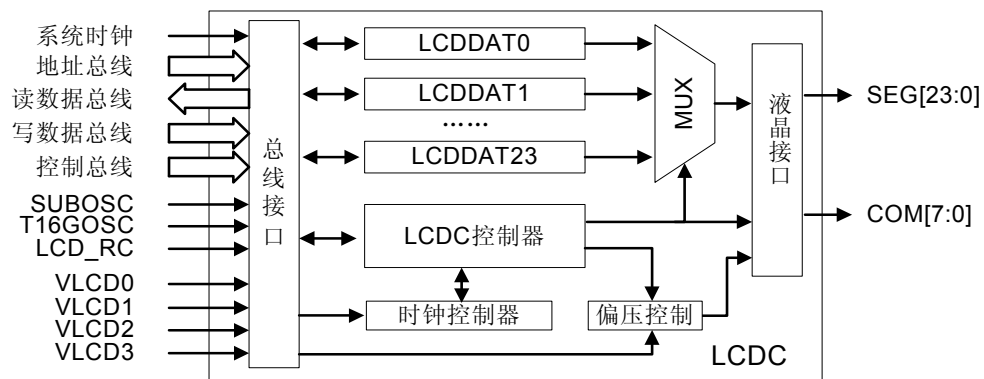 系统时钟
地址总线
读数据总线
写数据总线
控制总线
SUBOSC
T16GOSC
LCD_RC
VLCD0
VLCD1
VLCD2
VLCD3
总线接口
LCDDAT0
LCDDAT1
……
LCDDAT23
LCDC控制器
时钟控制器
偏压控制
MUX
液晶接口
LCDC
SEG[23:0]
COM[7:0]